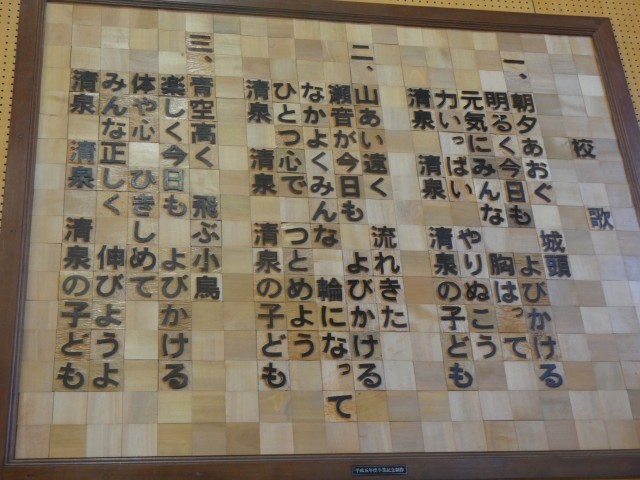 校歌
一、朝夕あおぐ 城頭
明るく今日も よびかける
元気にみんな 胸はって
力いっぱい やりぬこう
清泉 清泉 清泉の子ども
二、山あい遠く 流れきた
瀬音が今日も よびかける
なかよくみんな 輪になって
ひとつ心で つとめよう
清泉 清泉 清泉の子ども
三、青空高く 飛ぶ小鳥
楽しく今日も よびかける
体や心 ひきしめて
みんな正しく 伸びようよ
清泉 清泉 清泉の子ども